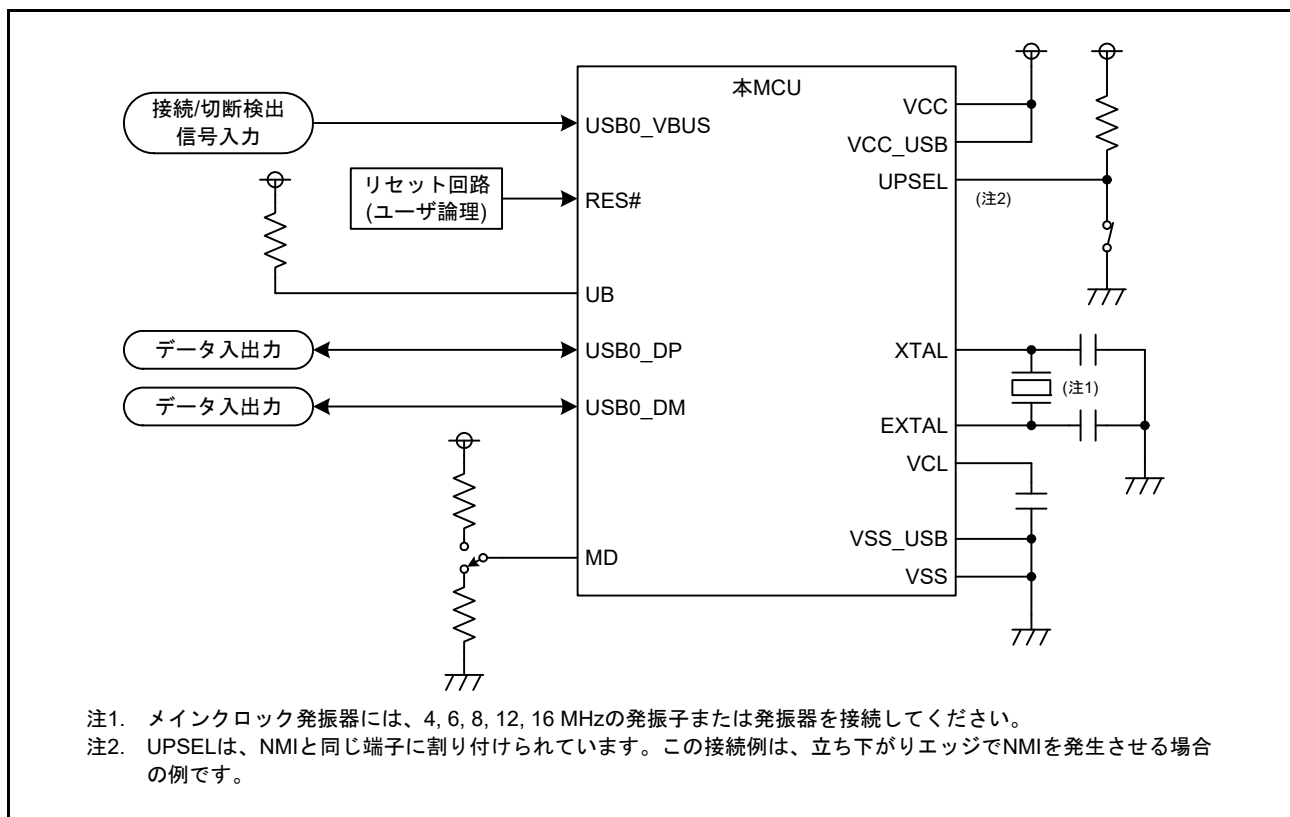 本MCU
接続/切断検出
信号入力
USB0_VBUS
リセット回路
(ユーザ論理)
RES#
UB
データ入出力
USB0_DP
データ入出力
USB0_DM
MD
VCC
VCC_USB
UPSEL
(注2)
XTAL
(注1)
EXTAL
VCL
VSS_USB
VSS
注1. メインクロック発振器には、4, 6, 8, 12, 16 MHzの発振子または発振器を接続してください。
注2. UPSELは、NMIと同じ端子に割り付けられています。この接続例は、立ち下がりエッジでNMIを発生させる場合
の例です。